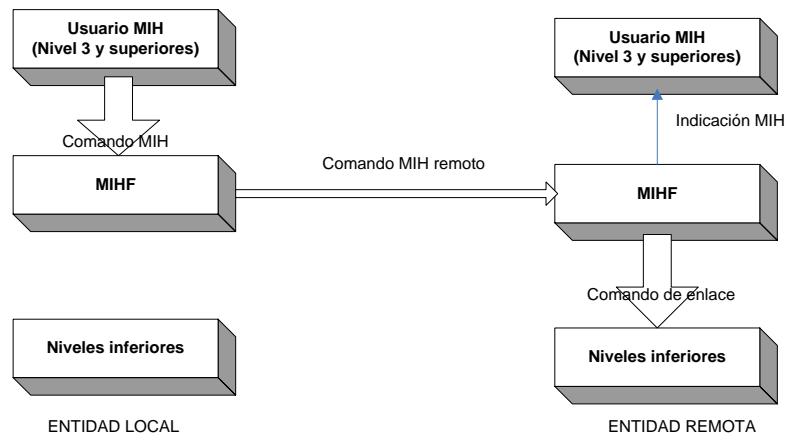 Usuario MIH
(Nivel 3 y superiores)
Usuario MIH
(Nivel 3 y superiores)
Indicación MIH
Comando MIH
Comando MIH remoto
MIHF
MIHF
Comando de enlace
Niveles inferiores
Niveles inferiores
ENTIDAD LOCAL
ENTIDAD REMOTA